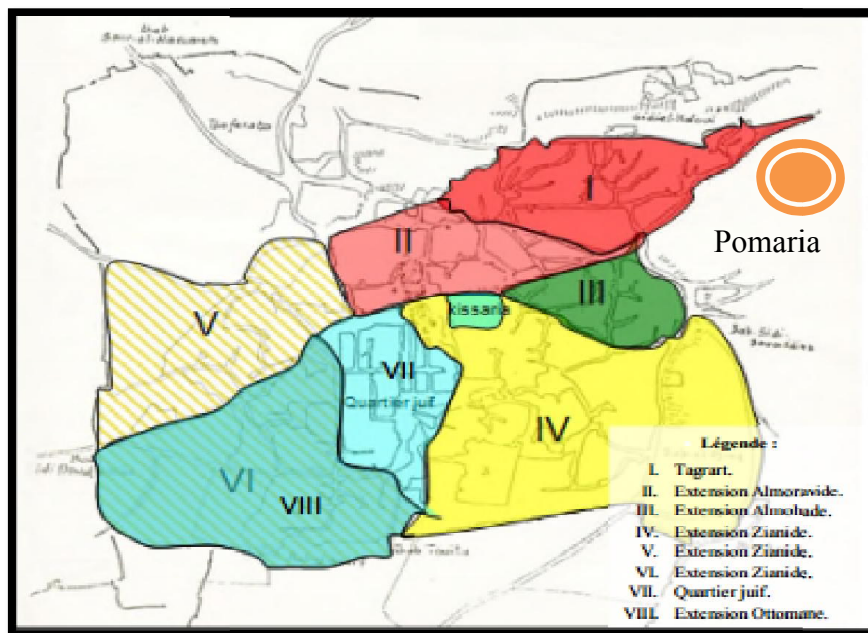 I
Pomaria
II
III
kissaria
V
VII
Quartier juif
IV
VI
VIII
Légende :
I. Tagrart.
II. Extension Almoravide.
III. Extension Almohade.
IV. Extension Zianide.
V. Extension Zianide.
VI. Extension Zianide.
VII. Quartier juif.
VIII. Extension Ottomane.